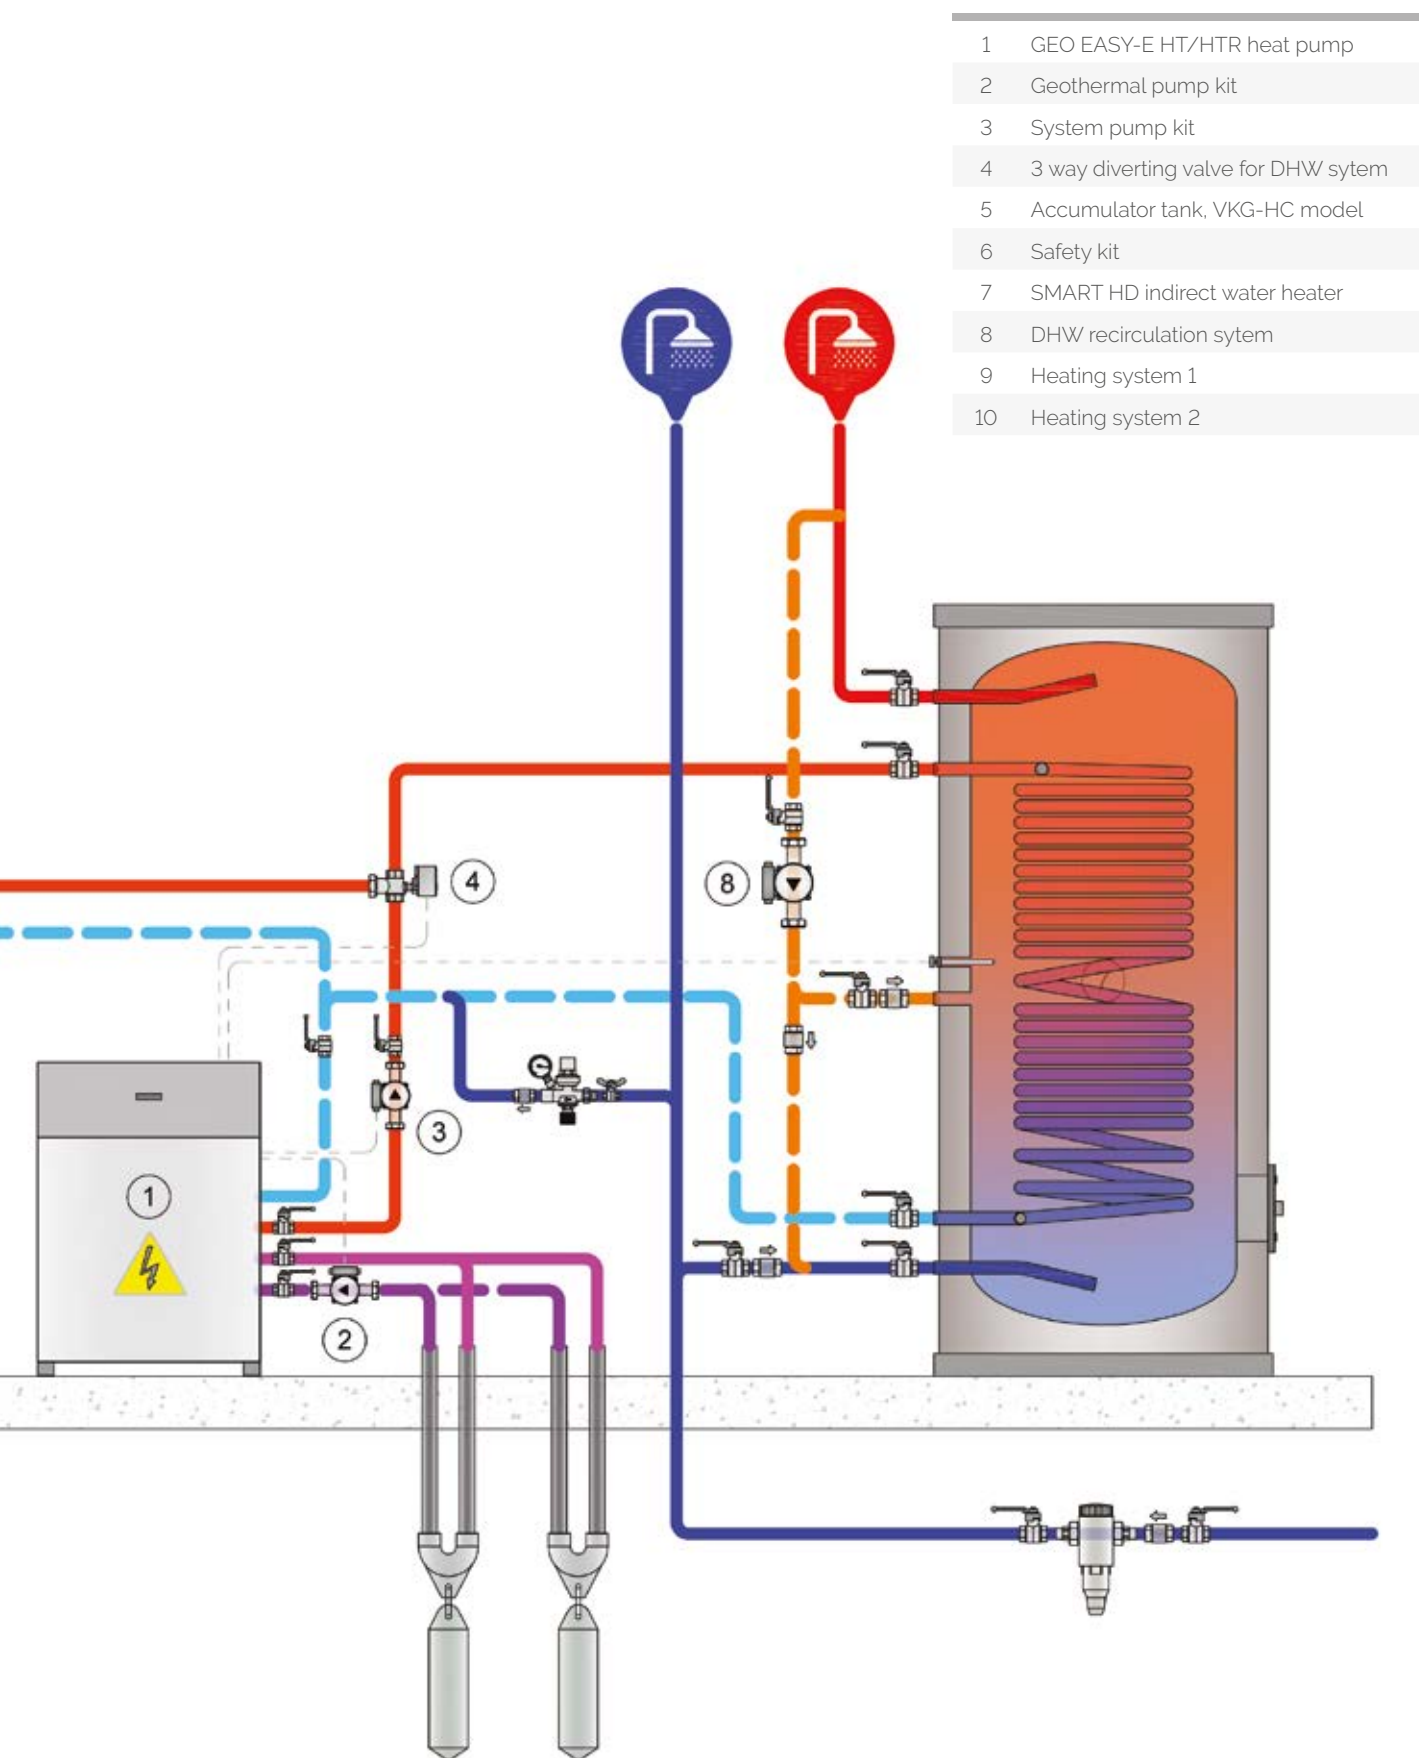 1 GEO EASY-E HT/HTR heat pump
2 Geothermal pump kit
3 System pump kit
4 3 way diverting valve for DHW sytem
5 Accumulator tank, VKG-HC model
6 Safety kit
7 SMART HD indirect water heater
8 DHW recirculation sytem
9 Heating system 1
10 Heating system 2
4
8
3
1
2